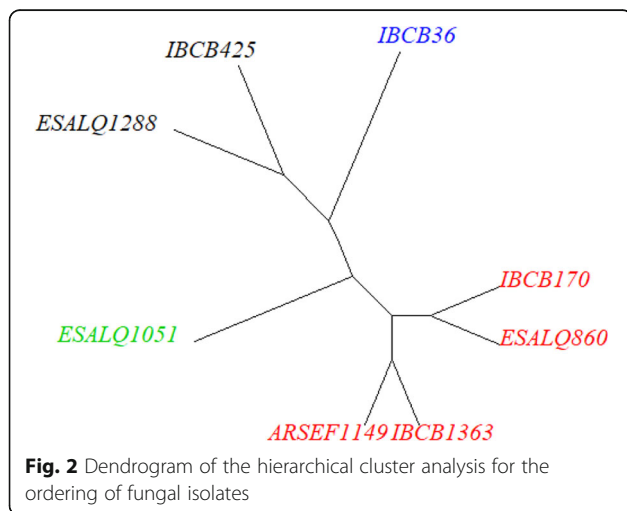 IBCB36
IBCB425
ESALQ1288
IBCB170
ESALQ1051
ESALQ860
ARSEF1149 IBCB1363
Fig. 2 Dendrogram of the hierarchical cluster analysis for the
ordering of fungal isolates